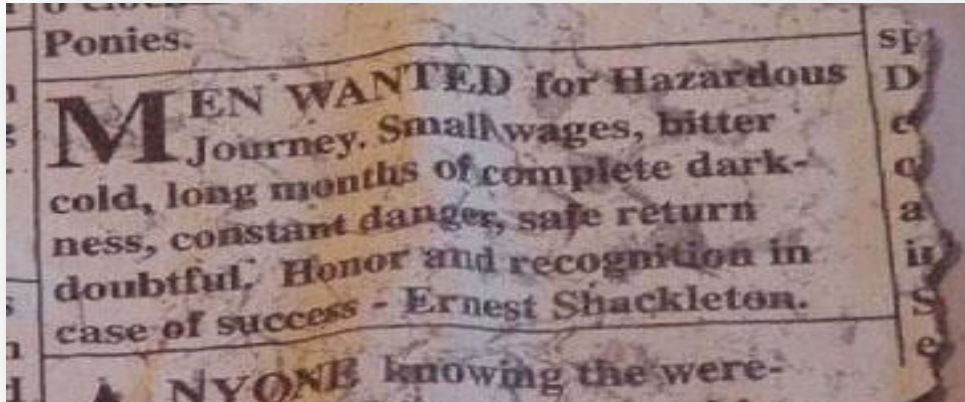 Ponies.
MEN WANTED for Hazardous
Journey. Small wages, bitter
cold, long months of complete dark-
ness, constant danger, safe return
doubtful. Honor and recognition in
case of success - Ernest Shackleton.
ANYONE knowing the were-